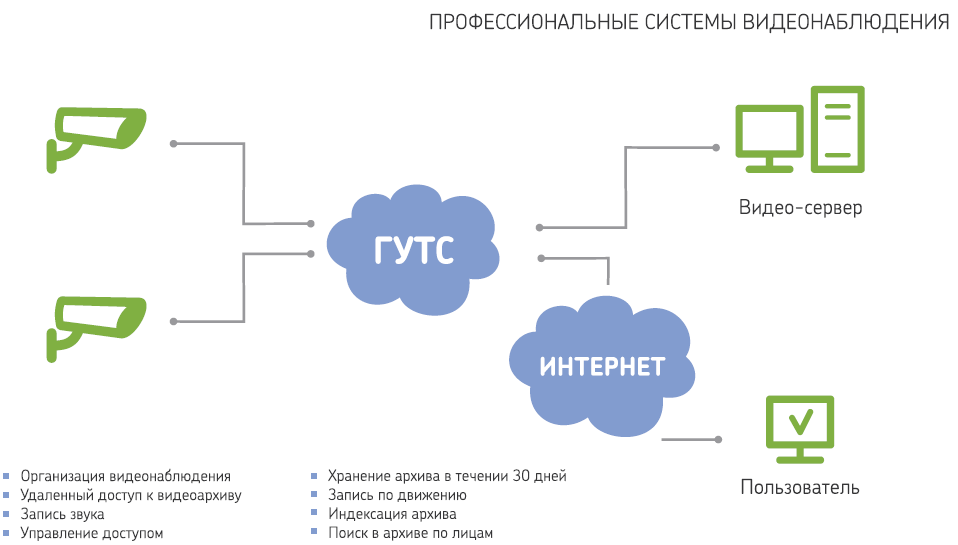 ПРОФЕССИОНАЛЬНЫЕ СИСТЕМЫ ВИДЕОНАБЛЮДЕНИЯ
Видео-сервер
ГУТС
ИНТЕРНЕТ
Пользователь
Организация видеонаблюдения
Удаленный доступ к видеоархиву
Запись звука
Управление доступом
Хранение архива в течении 30 дней
Запись по движению
Индексация архива
Поиск в архиве по лицам